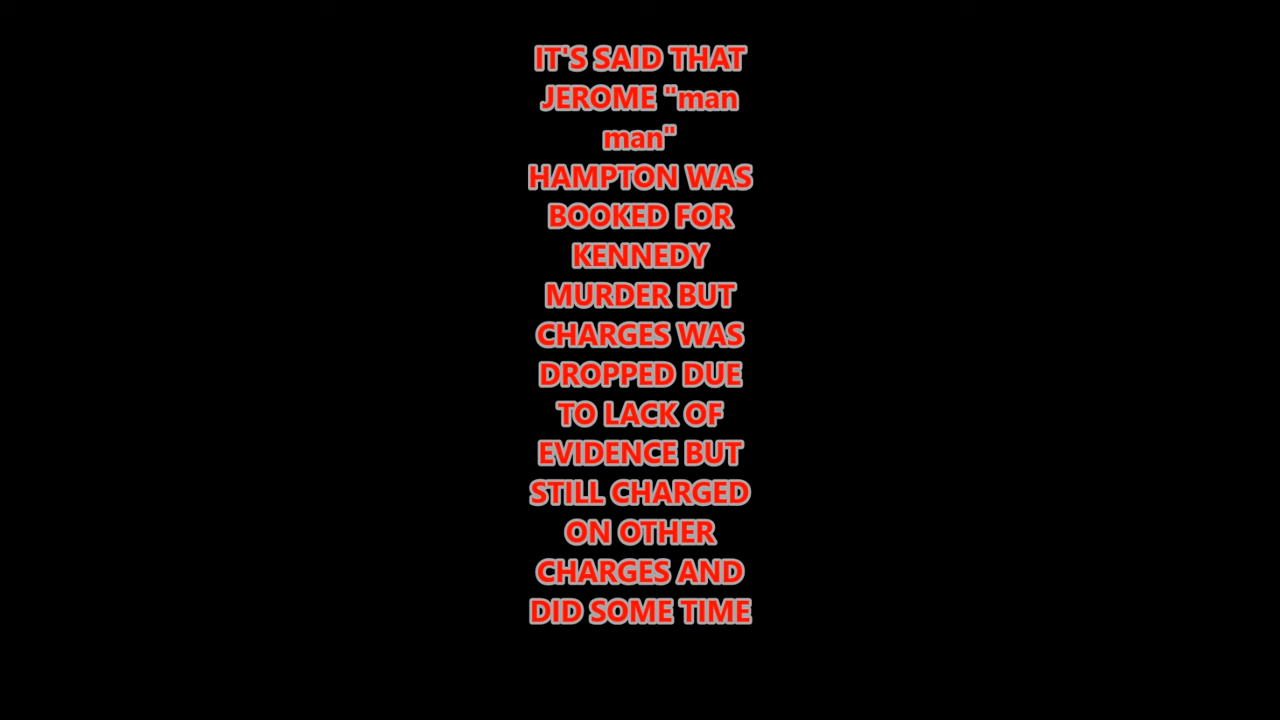 IT'S SAID THAT
JEROME "man
man"
HAMPTON WAS
BOOKED FOR
KENNEDY
MURDER BUT
CHARGES WAS
DROPPED DUE
TO LACK OF
EVIDENCE BUT
STILL CHARGED
ON OTHER
CHARGES AND
DID SOME TIME